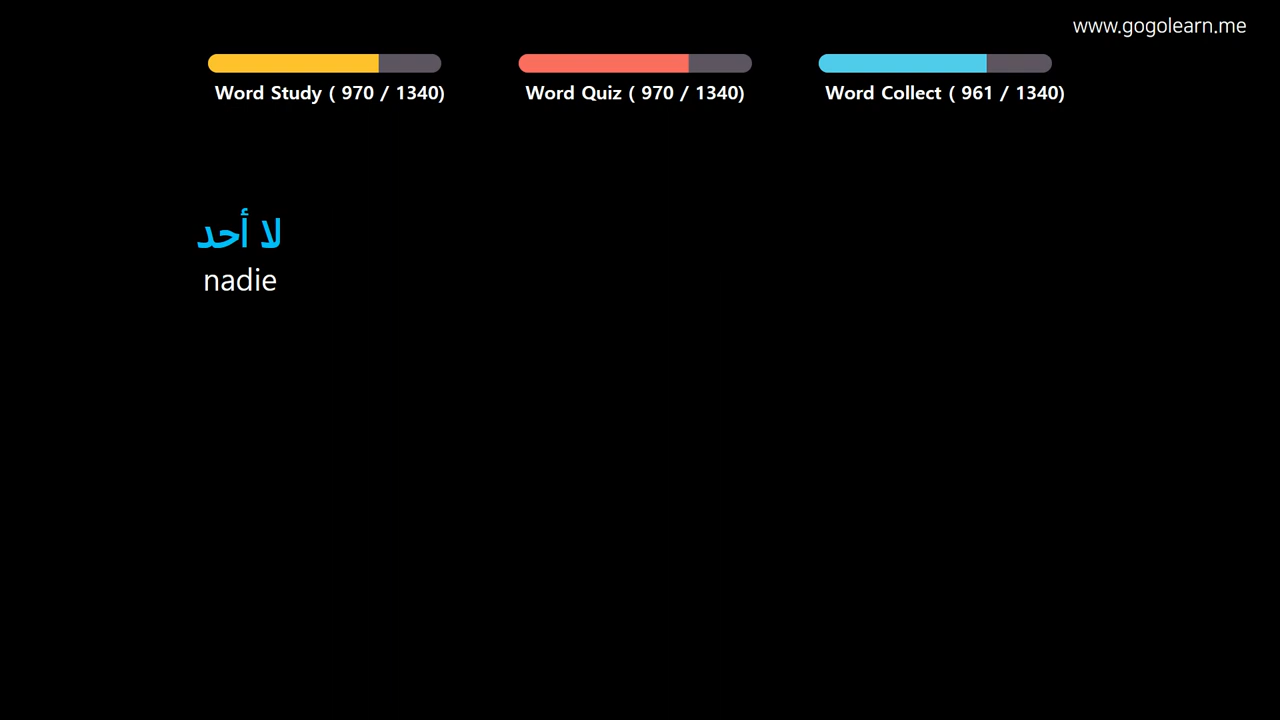 www.gogolearn.me
Word Study ( 970 / 1340)
Word Quiz ( 970 / 1340)
Word Collect ( 961 / 1340)
لا أحد
nadie